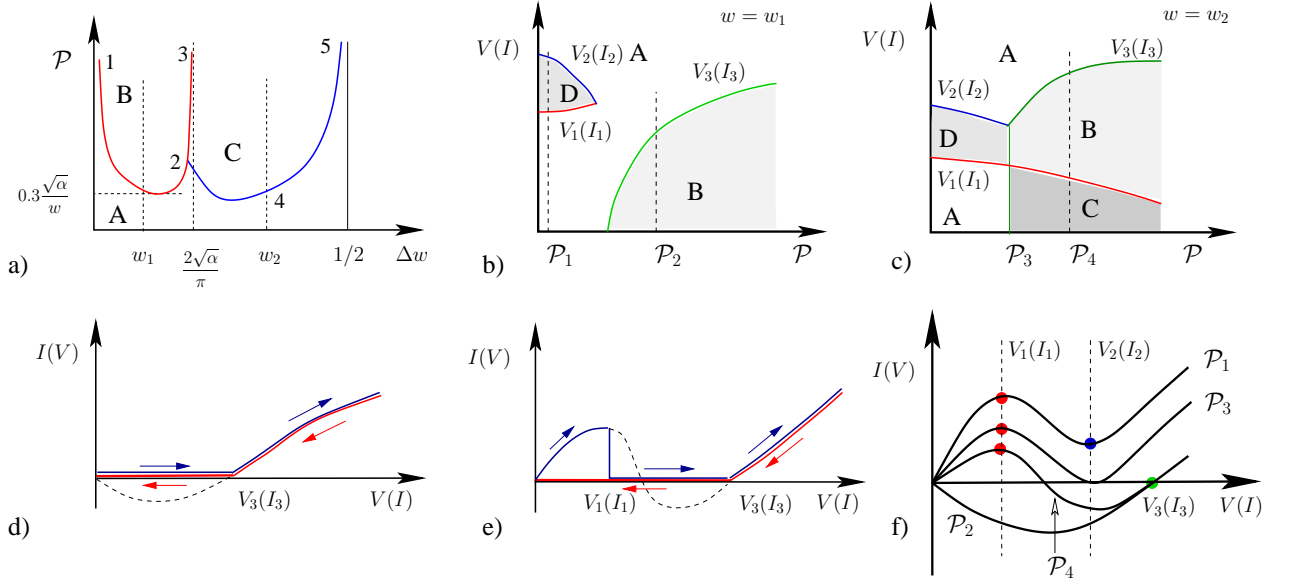 𝒫
1
3
5
B
C
2
4
0.3 √α/w
A
w₁
2√α/π
w₂
1/2
Δw
a)
w = w₁
V(I)
V₂(I₂)
A
V₃(I₃)
D
V₁(I₁)
B
𝒫₁
𝒫₂
𝒫
b)
w = w₂
V(I)
A
V₃(I₃)
V₂(I₂)
D
B
V₁(I₁)
A
C
𝒫₃
𝒫₄
𝒫
c)
I(V)
V₃(I₃)
V(I)
d)
I(V)
V₁(I₁)
V₃(I₃)
V(I)
e)
V₁(I₁)
V₂(I₂)
𝒫₁
I(V)
𝒫₃
V₃(I₃)
V(I)
𝒫₂
𝒫₄
f)